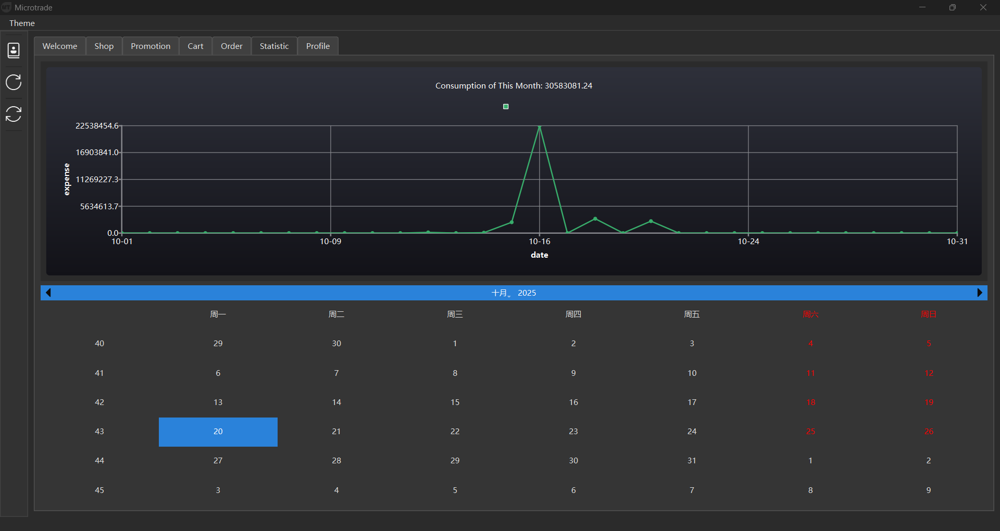 Microtrade
Theme
Welcome Shop Promotion Cart Order Statistic Profile
Consumption of This Month: 30583081.24
22538454.6
16903841.0
11269227.3
5634613.7
0.0
expense
10-01 10-09 10-16 10-24 10-31
date
十月 2025
周一 周二 周三 周四 周五 周六 周日
40 29 30 1 2 3 4 5
41 6 7 8 9 10 11 12
42 13 14 15 16 17 18 19
43 20 21 22 23 24 25 26
44 27 28 29 30 31 1 2
45 3 4 5 6 7 8 9